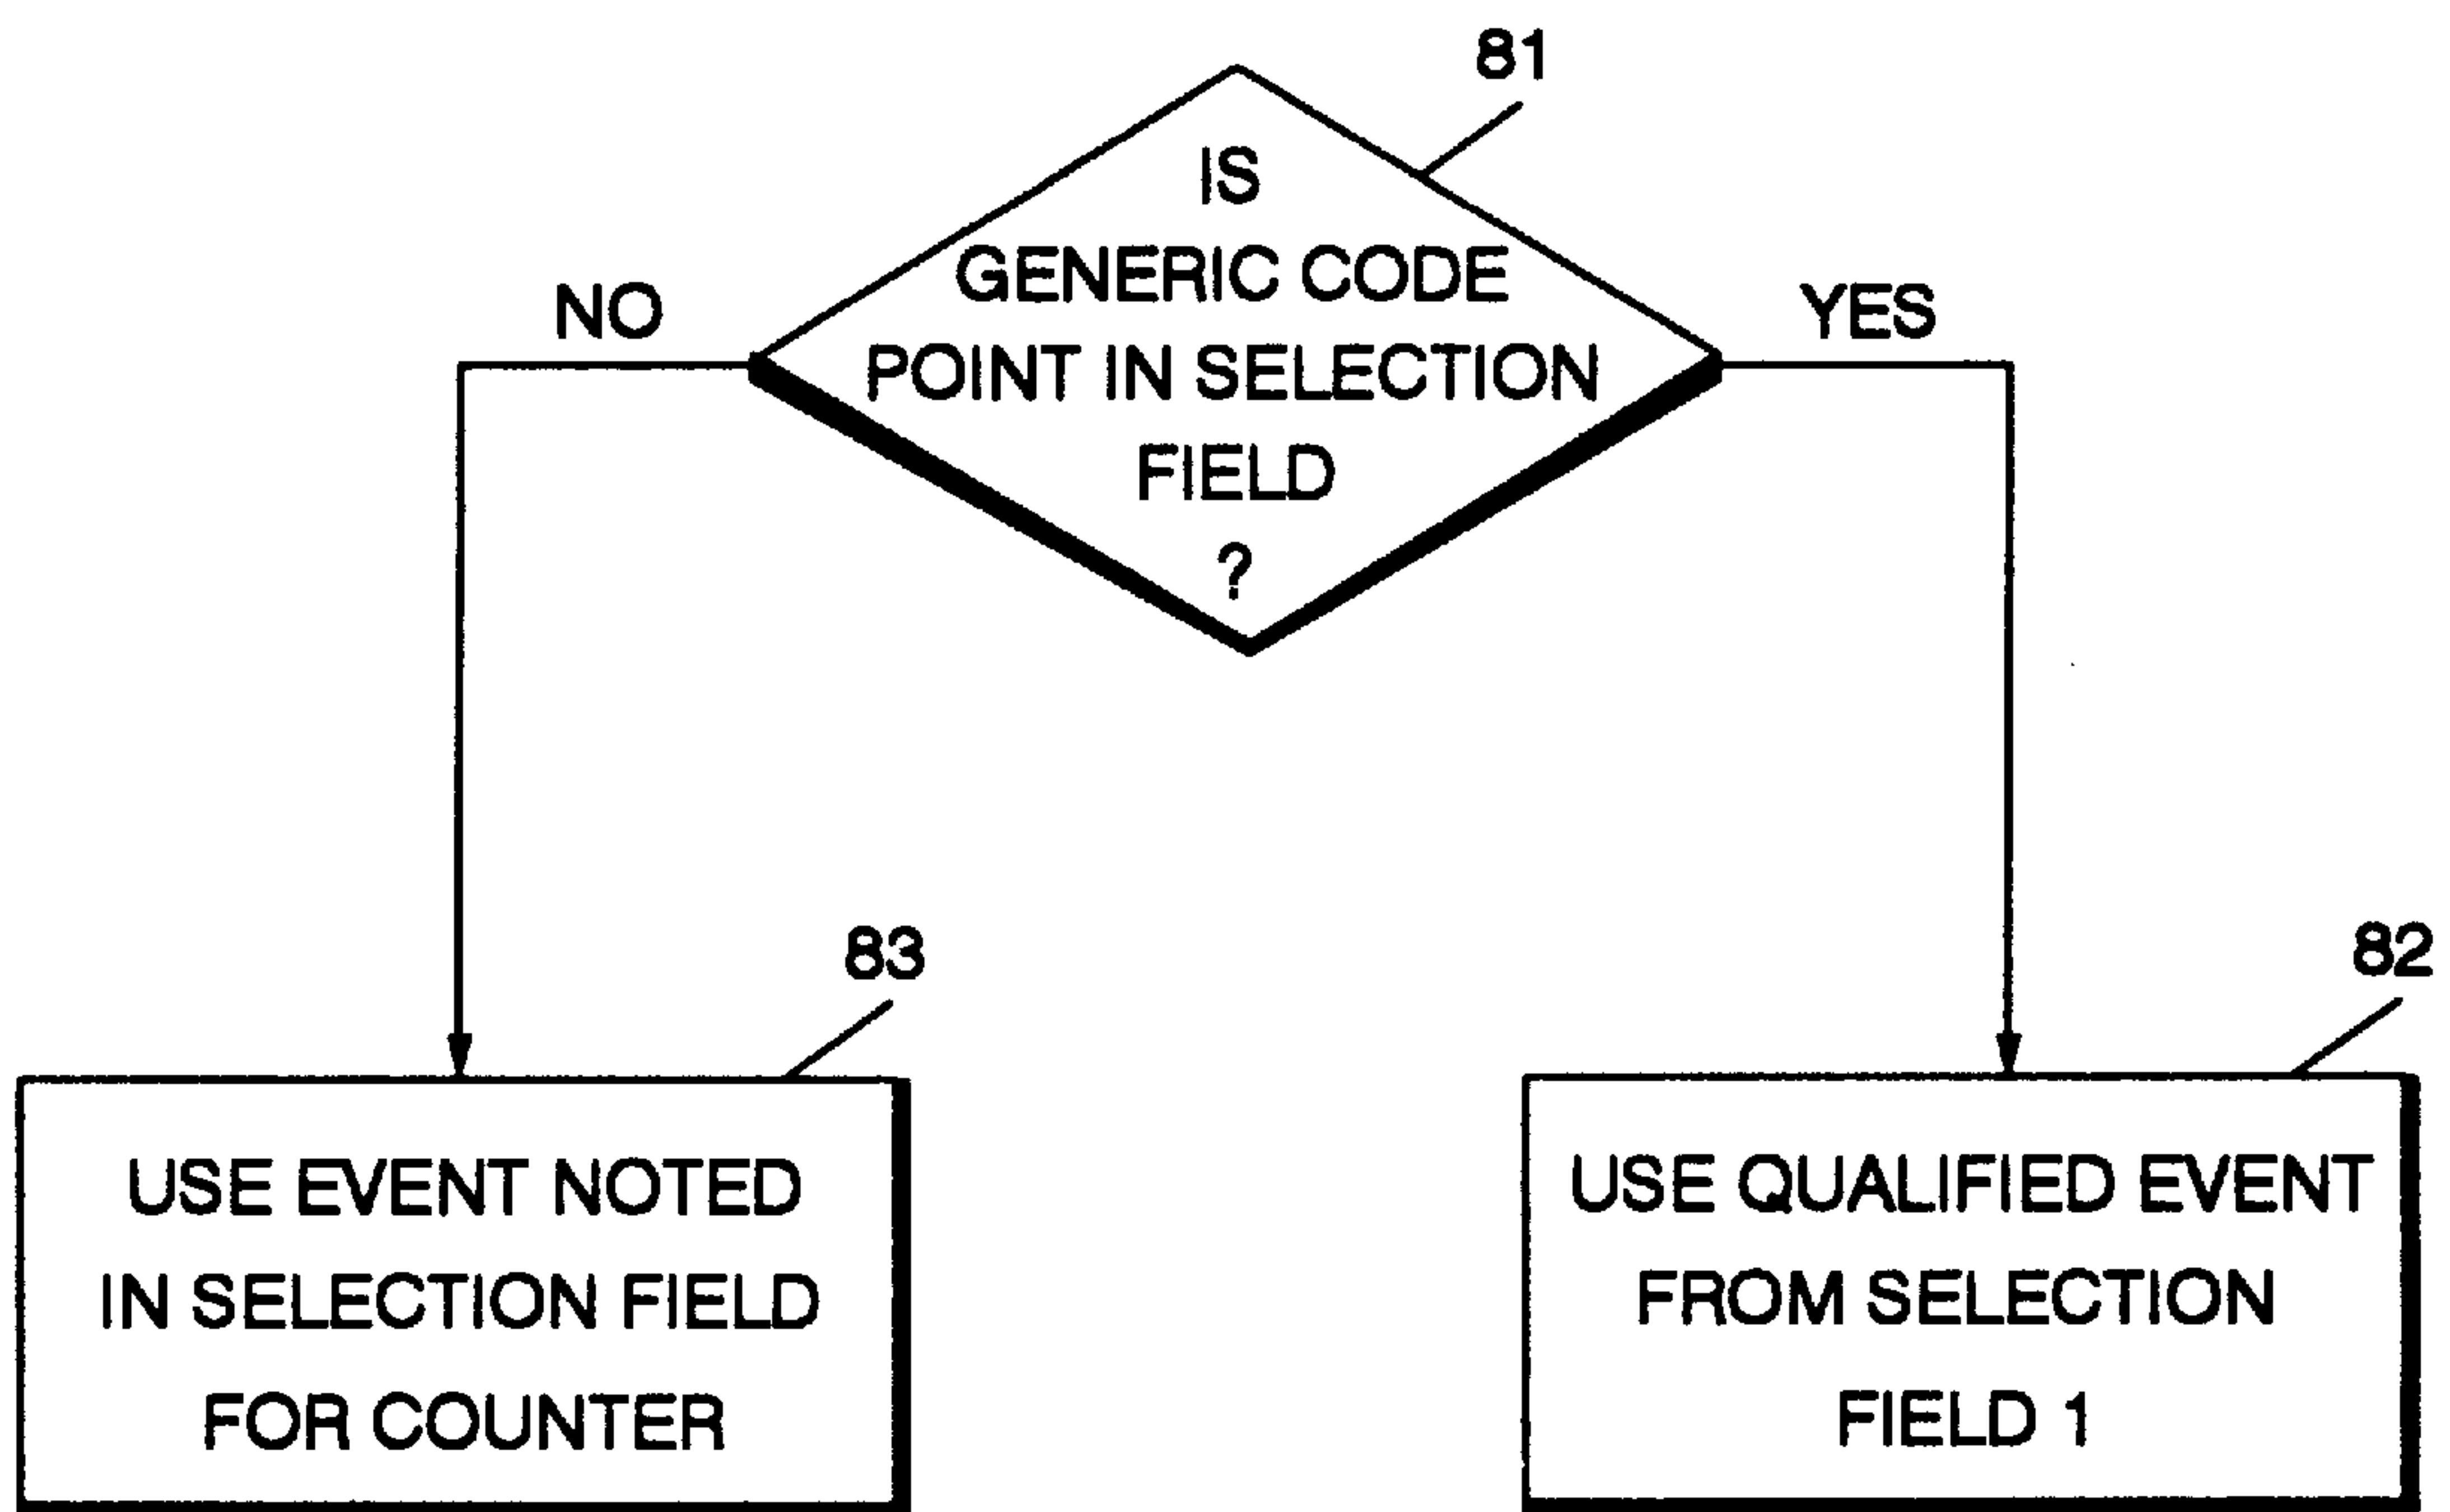 81
IS
GENERIC CODE
POINT IN SELECTION
FIELD
?
NO
YES
83
USE EVENT NOTED
IN SELECTION FIELD
FOR COUNTER
82
USE QUALIFIED EVENT
FROM SELECTION
FIELD 1